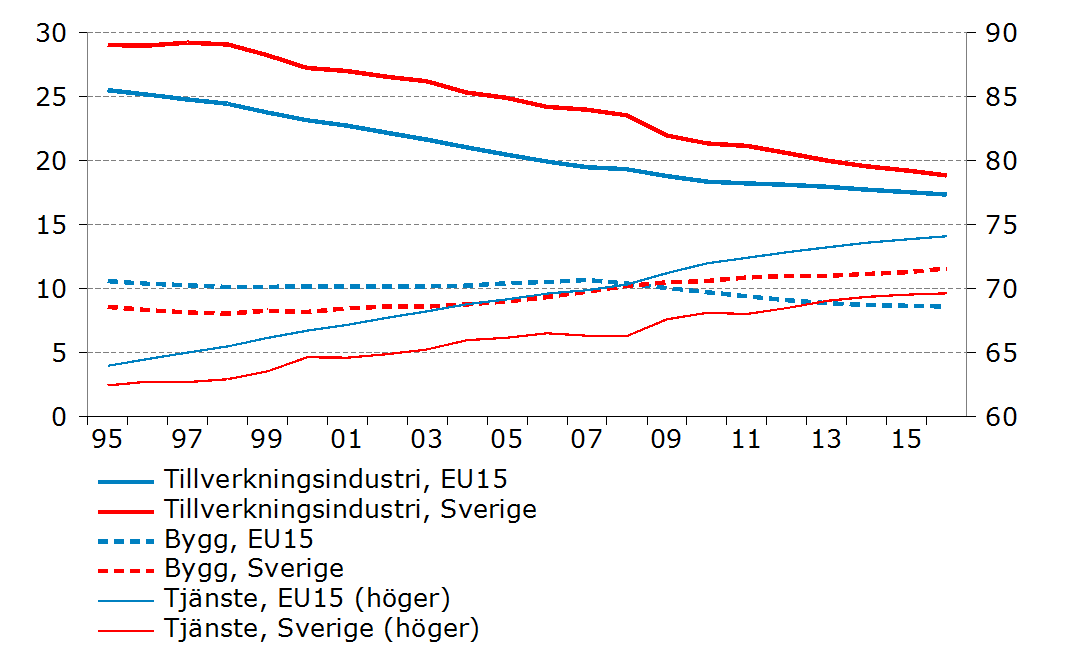 30 90
25 85
20 80
15 75
10 70
5 65
0 60
95 97 99 01 03 05 07 09 11 13 15
Tillverkningsindustri, EU15
Tillverkningsindustri, Sverige
Bygg, EU15
Bygg, Sverige
Tjänste, EU15 (höger)
Tjänste, Sverige (höger)